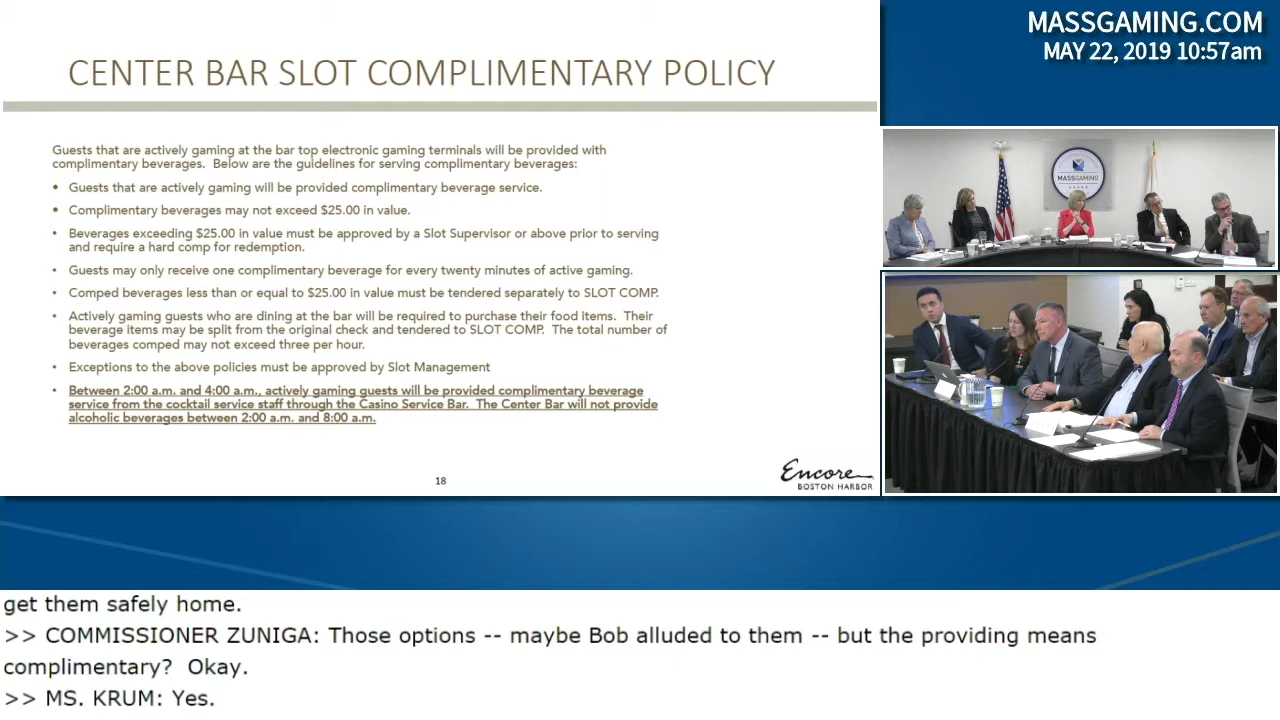 MASSGAMING.COM
MAY 22, 2019 10:57am
CENTER BAR SLOT COMPLIMENTARY POLICY
Guests that are actively gaming at the bar top electronic gaming terminals will be provided with
complimentary beverages.  Below are the guidelines for serving complimentary beverages:
• Guests that are actively gaming will be provided complimentary beverage service.
• Complimentary beverages may not exceed $25.00 in value.
• Beverages exceeding $25.00 in value must be approved by a Slot Supervisor or above prior to serving
and require a hard comp for redemption.
• Guests may only receive one complimentary beverage for every twenty minutes of active gaming.
• Comped beverages less than or equal to $25.00 in value must be tendered separately to SLOT COMP.
• Actively gaming guests who are dining at the bar will be required to purchase their food items.  Their
beverage items may be split from the original check and tendered to SLOT COMP.  The total number of
beverages comped may not exceed three per hour.
• Exceptions to the above policies must be approved by Slot Management
• Between 2:00 a.m. and 4:00 a.m., actively gaming guests will be provided complimentary beverage
service from the cocktail service staff through the Casino Service Bar.  The Center Bar will not provide
alcoholic beverages between 2:00 a.m. and 8:00 a.m.
18
Encore
BOSTON HARBOR
MASSGAMING
get them safely home.
>> COMMISSIONER ZUNIGA: Those options -- maybe Bob alluded to them -- but the providing means
complimentary?  Okay.
>> MS. KRUM: Yes.